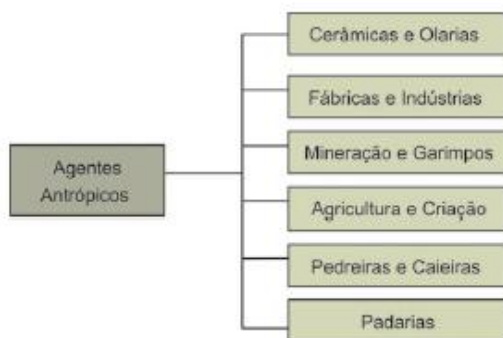 Cerâmicas e Olarias
Fábricas e Indústrias
Mineração e Garimpos
Agentes
Antrópicos
Agricultura e Criação
Pedreiras e Caieiras
Padarias